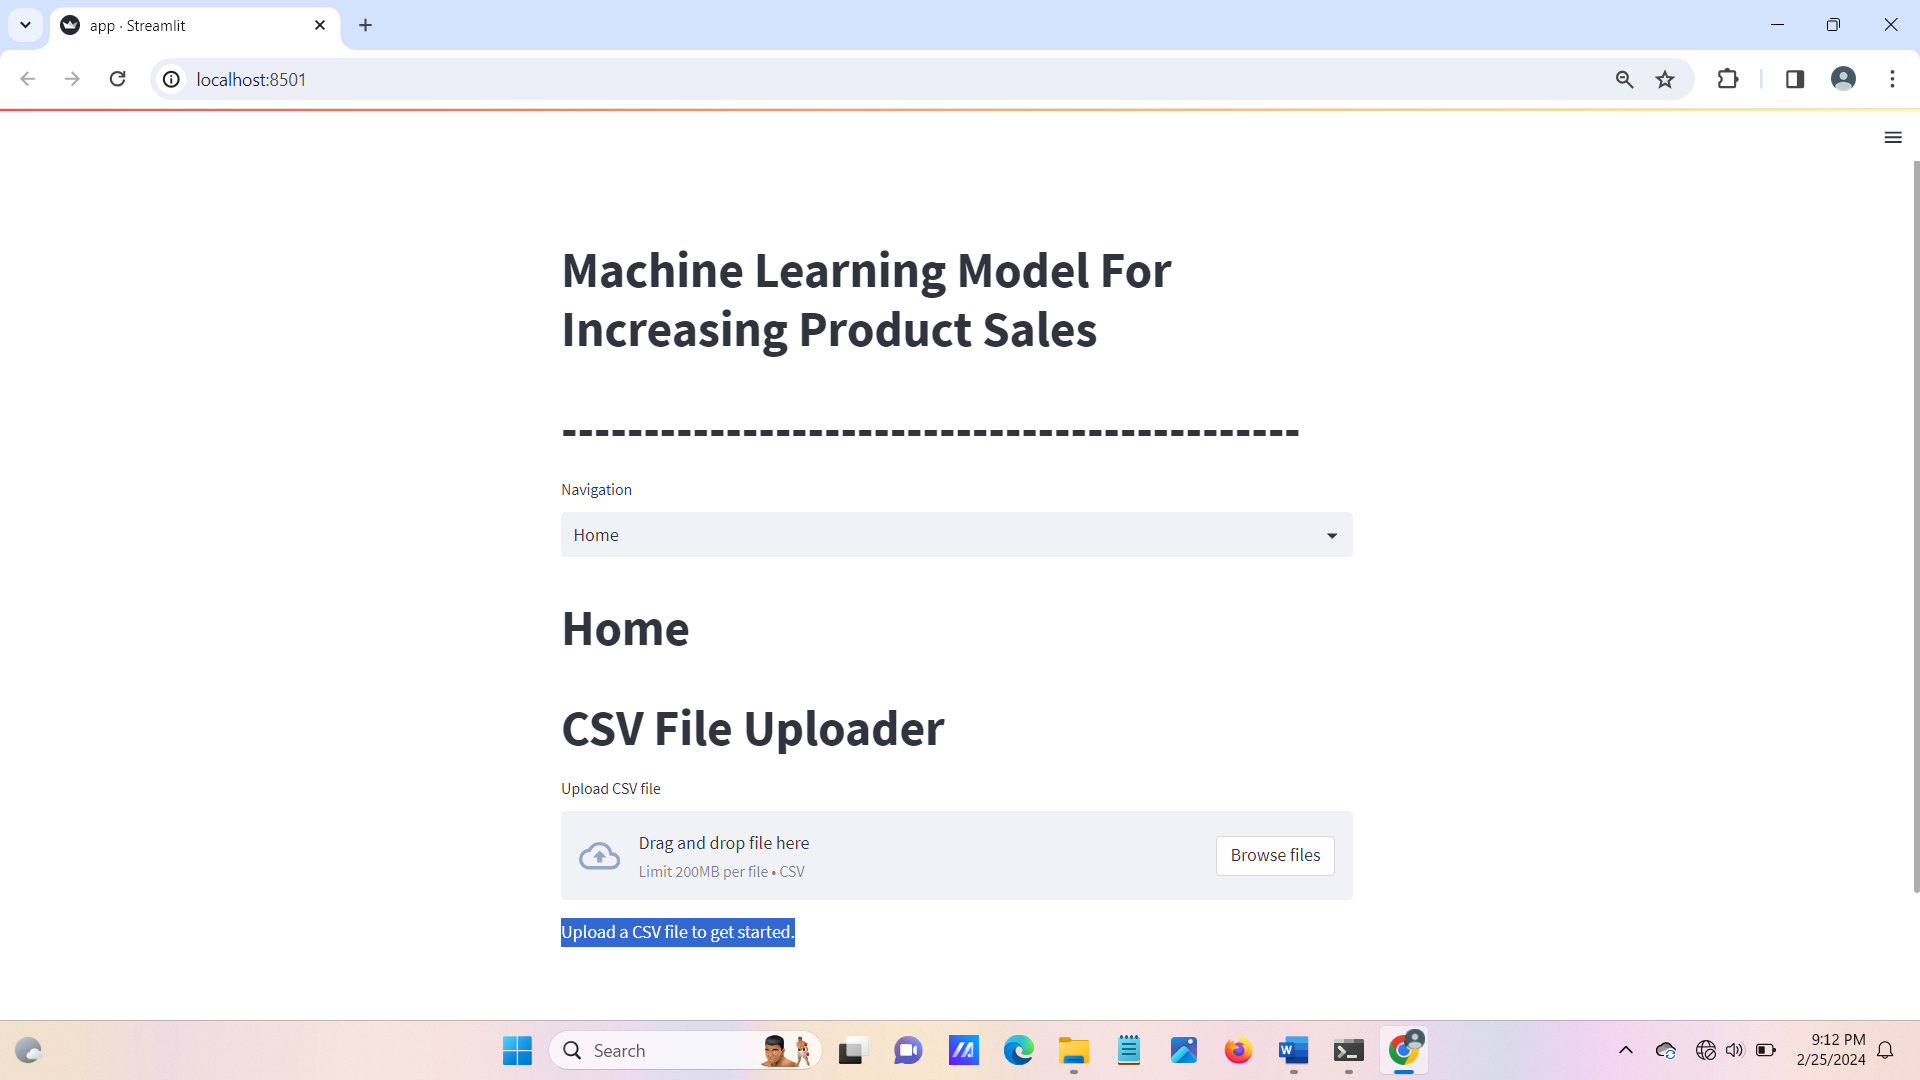 app · Streamlit
localhost:8501
Machine Learning Model For
Increasing Product Sales
---------------------------------------------
Navigation
Home
Home
CSV File Uploader
Upload CSV file
Drag and drop file here
Limit 200MB per file • CSV
Browse files
Upload a CSV file to get started.
Search
9:12 PM
2/25/2024